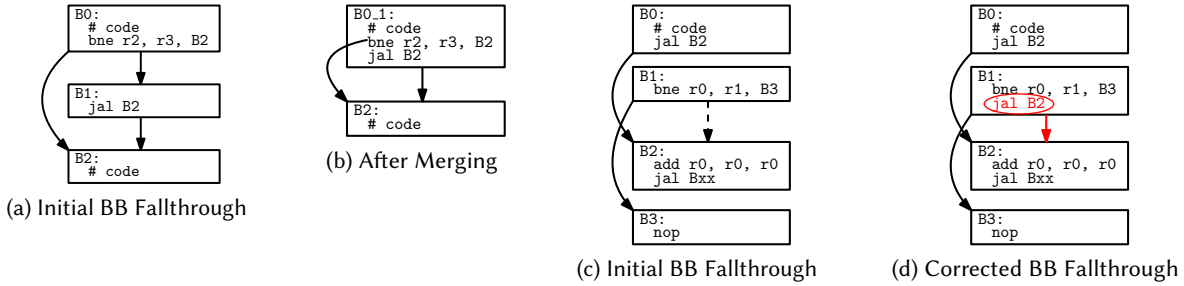 B0:
# code
bne r2, r3, B2
B1:
jal B2
B2:
# code
(a) Initial BB Fallthrough
B0_1:
# code
bne r2, r3, B2
jal B2
B2:
# code
(b) After Merging
B0:
# code
jal B2
B1:
bne r0, r1, B3
B2:
add r0, r0, r0
jal Bxx
B3:
nop
(c) Initial BB Fallthrough
B0:
# code
jal B2
B1:
bne r0, r1, B3
jal B2
B2:
add r0, r0, r0
jal Bxx
B3:
nop
(d) Corrected BB Fallthrough